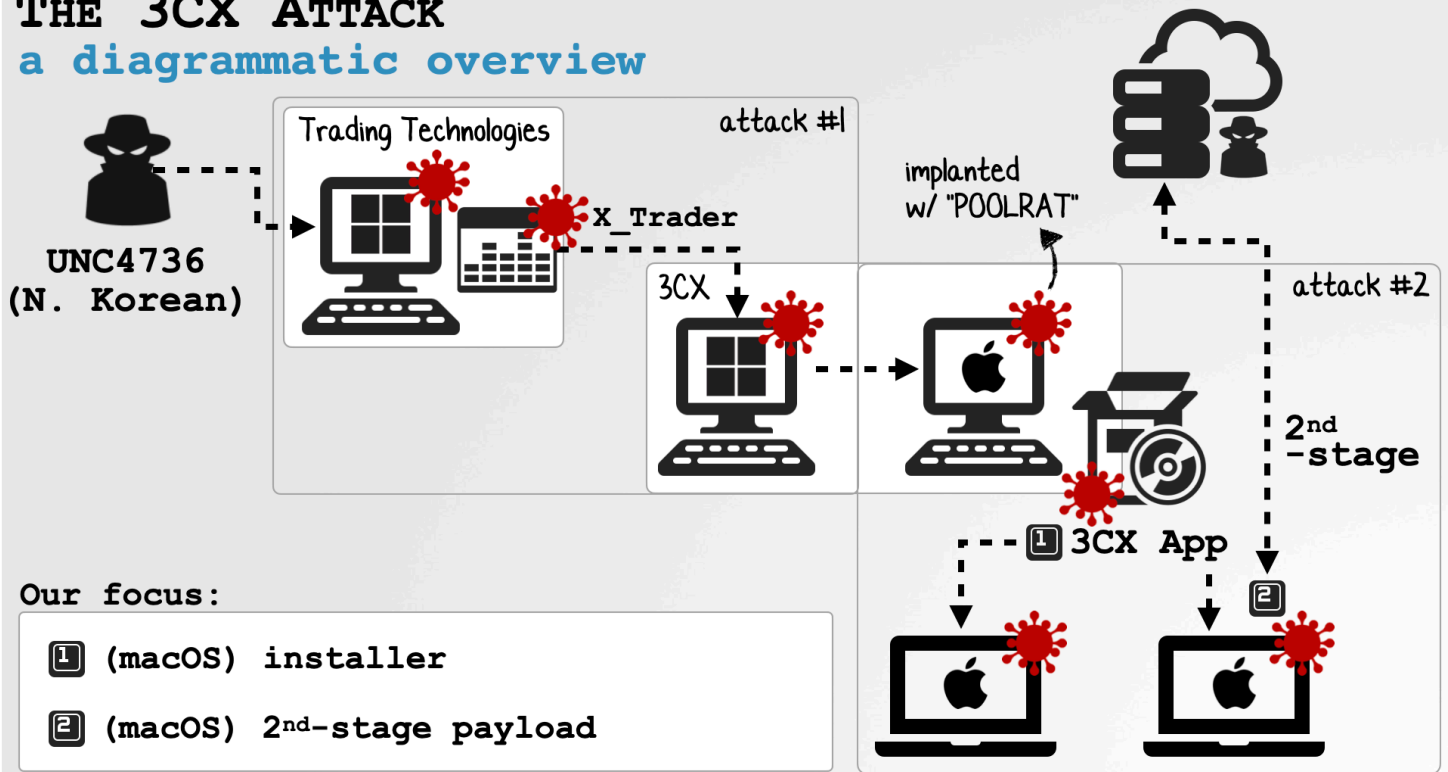 THE 3CX ATTACK
a diagrammatic overview
UNC4736
(N. Korean)
Trading Technologies
attack #1
X_Trader
implanted
w/ "POOLRAT"
3CX
attack #2
2nd
-stage
1 3CX App
2
Our focus:
1 (macOS) installer
2 (macOS) 2nd-stage payload